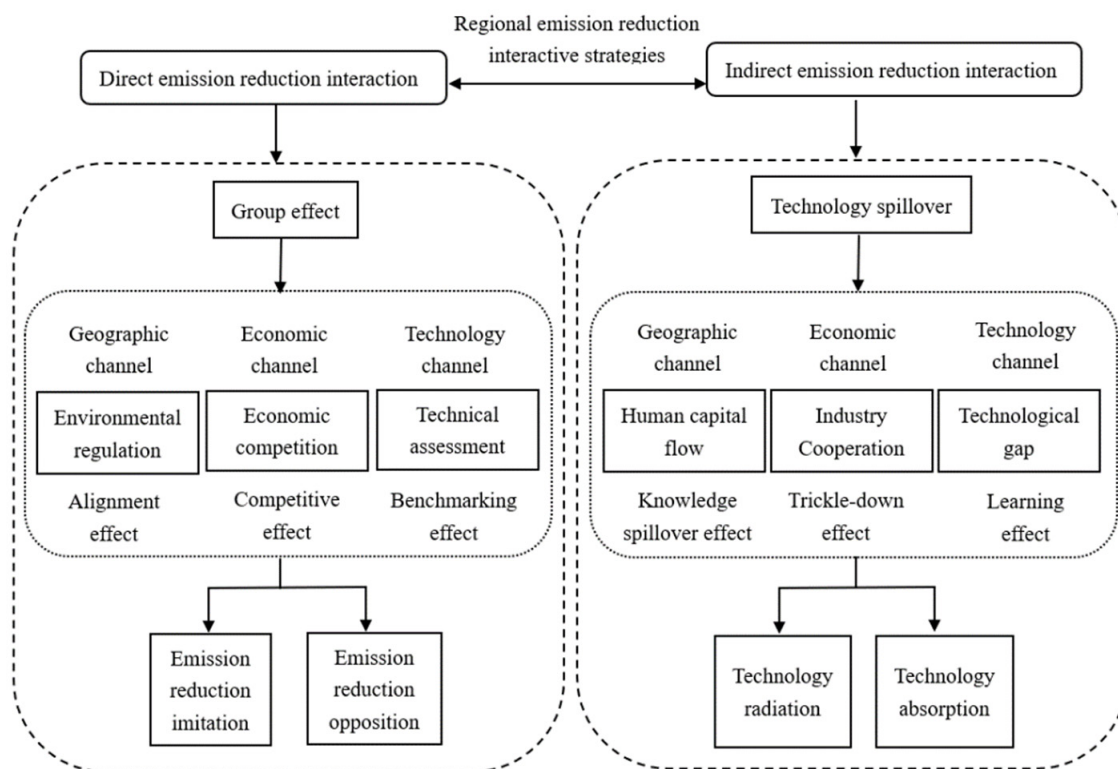 Regional emission reduction
interactive strategies
Direct emission reduction interaction
Indirect emission reduction interaction
Group effect
Geographic
channel
Economic
channel
Technology
channel
Environmental
regulation
Economic
competition
Technical
assessment
Alignment
effect
Competitive
effect
Benchmarking
effect
Emission
reduction
imitation
Emission
reduction
opposition
Technology spillover
Geographic
channel
Economic
channel
Technology
channel
Human capital
flow
Industry
Cooperation
Technological
gap
Knowledge
spillover effect
Trickle-down
effect
Learning
effect
Technology
radiation
Technology
absorption